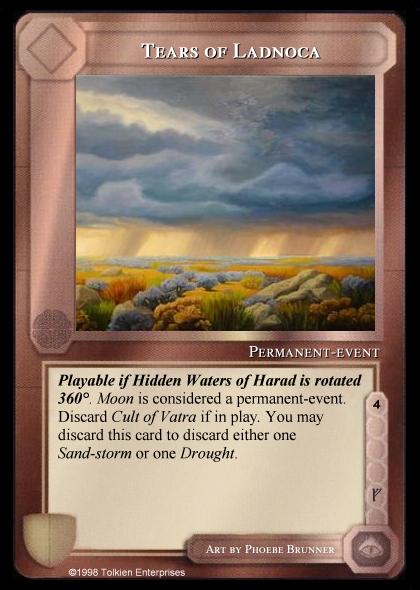 TEARS OF LADNOCA
PERMANENT-EVENT
Playable if Hidden Waters of Harad is rotated
360°. Moon is considered a permanent-event.
Discard Cult of Vatra if in play. You may
discard this card to discard either one
Sand-storm or one Drought.
4
ᚠ
ART BY PHOEBE BRUNNER
©1998 Tolkien Enterprises